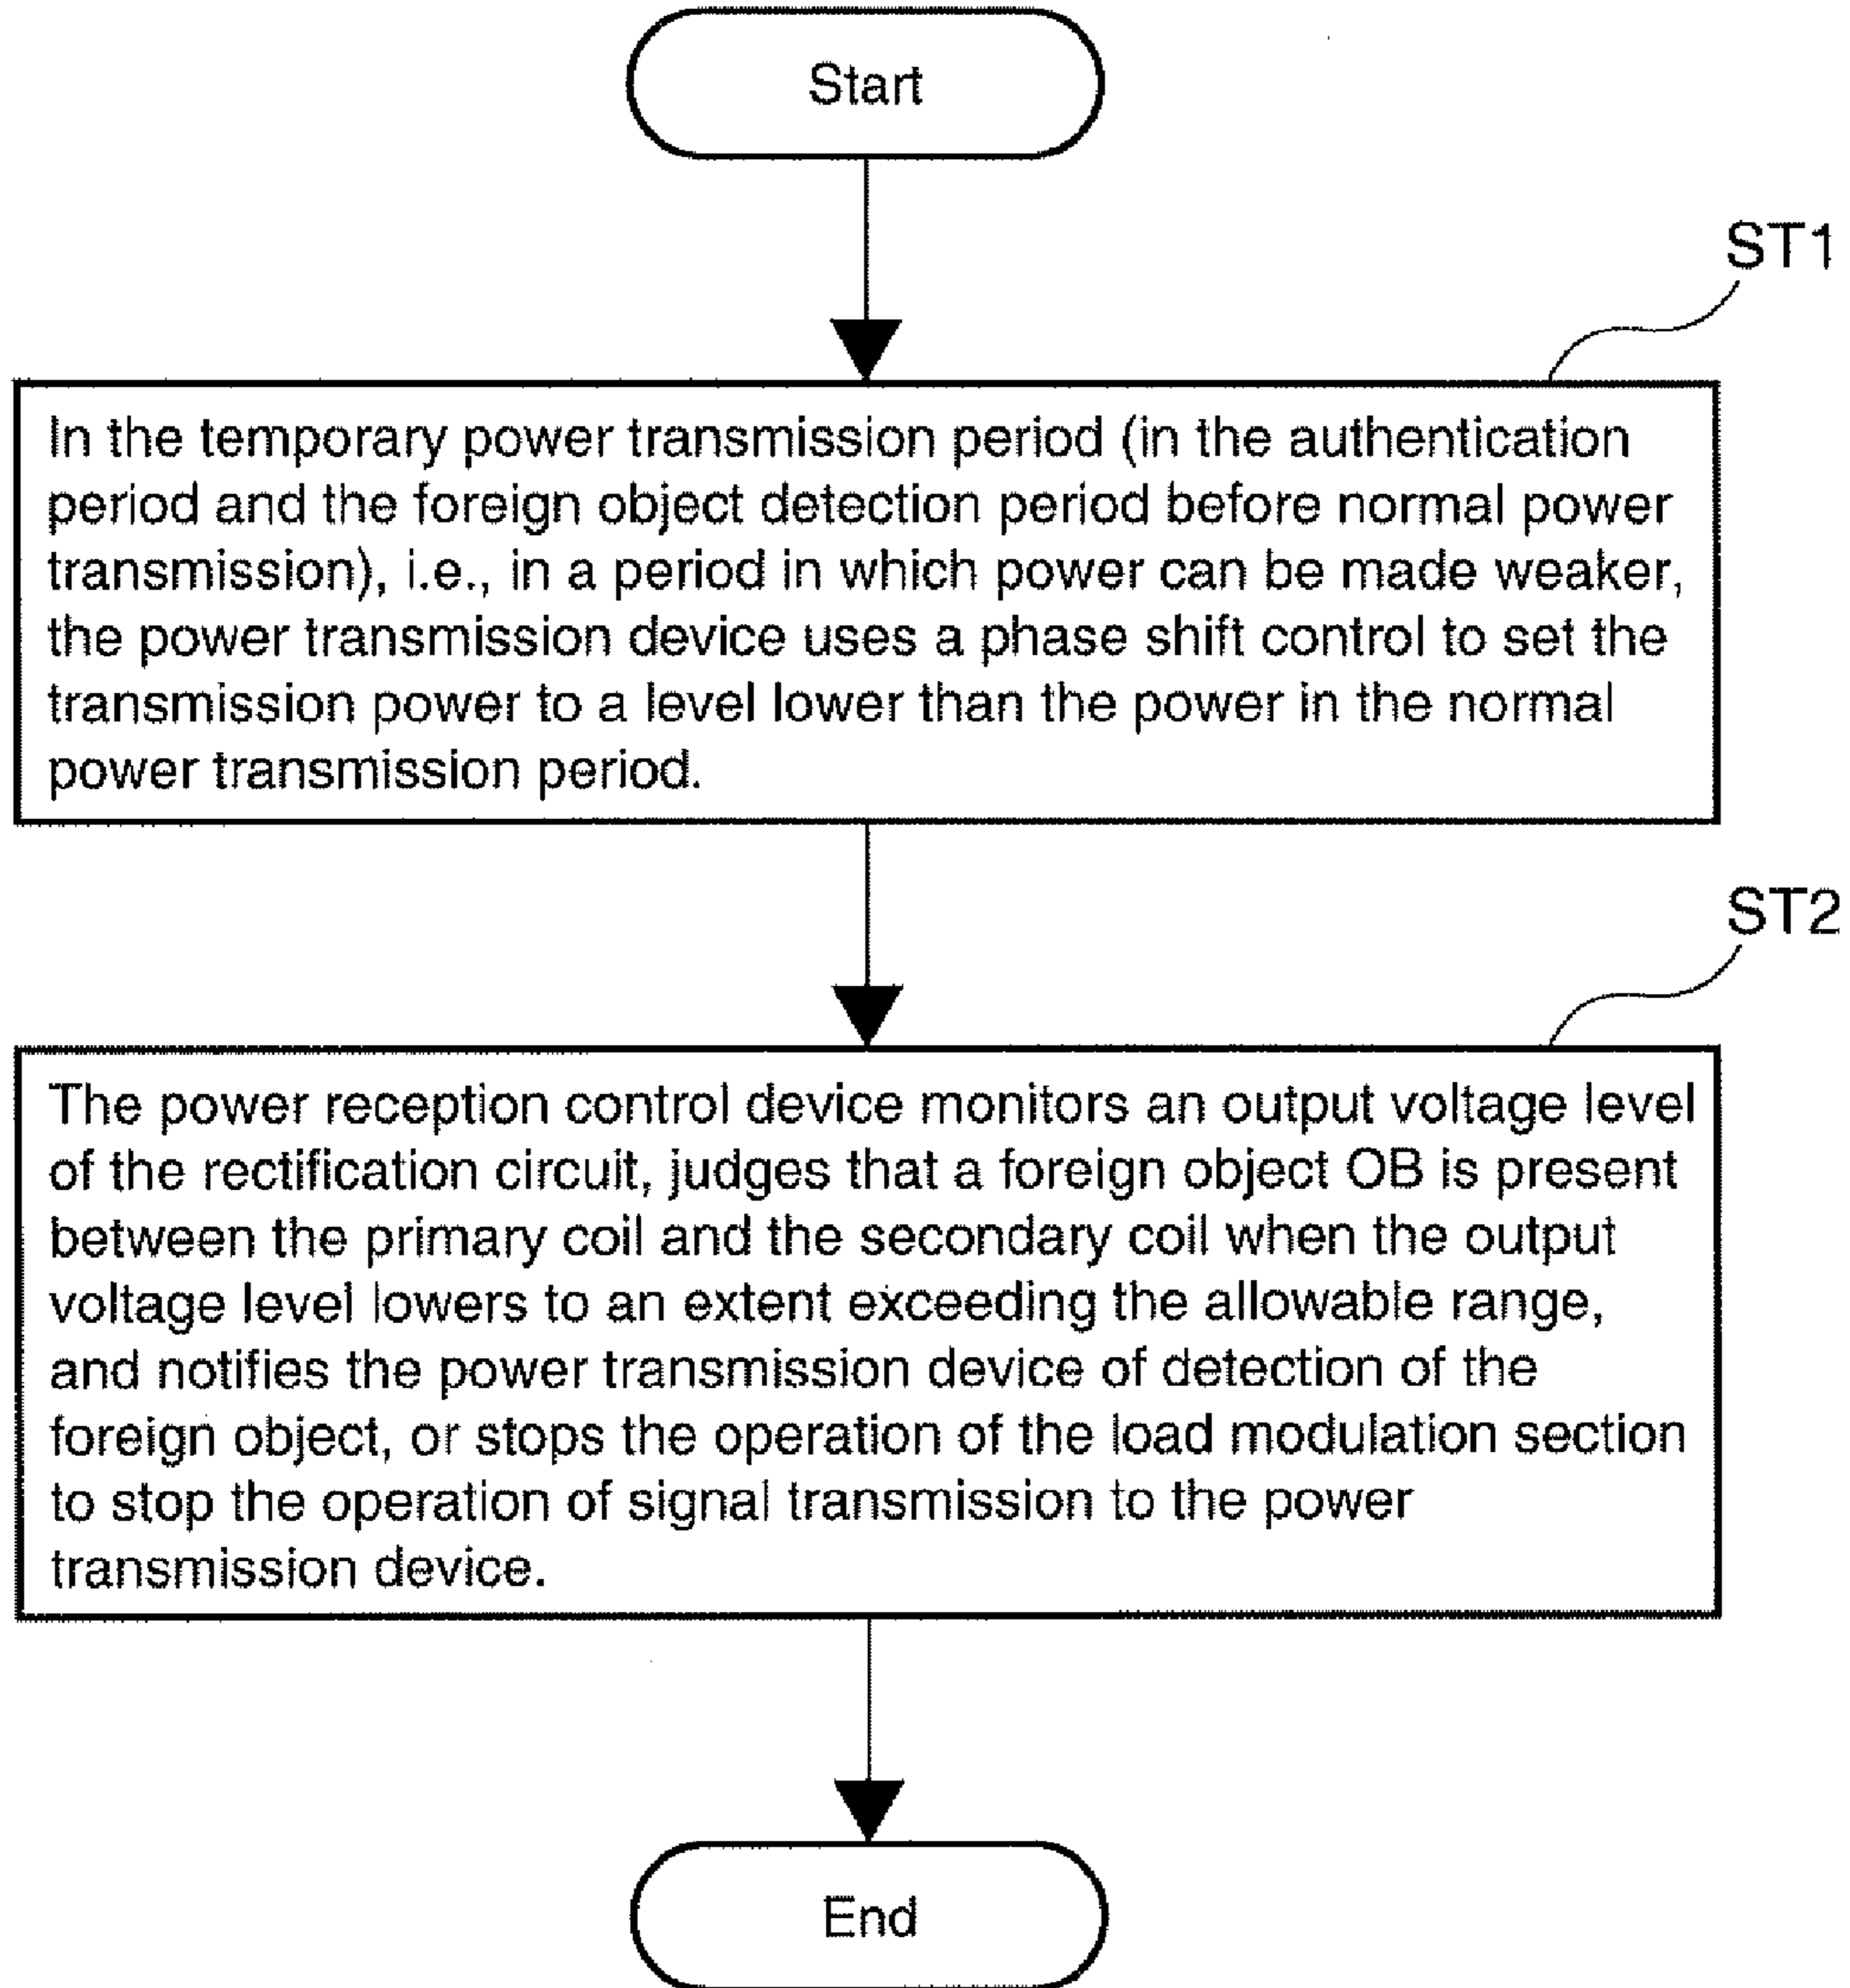 Start
ST1
In the temporary power transmission period (in the authentication
period and the foreign object detection period before normal power
transmission), i.e., in a period in which power can be made weaker,
the power transmission device uses a phase shift control to set the
transmission power to a level lower than the power in the normal
power transmission period.
ST2
The power reception control device monitors an output voltage level
of the rectification circuit, judges that a foreign object OB is present
between the primary coil and the secondary coil when the output
voltage level lowers to an extent exceeding the allowable range,
and notifies the power transmission device of detection of the
foreign object, or stops the operation of the load modulation section
to stop the operation of signal transmission to the power
transmission device.
End